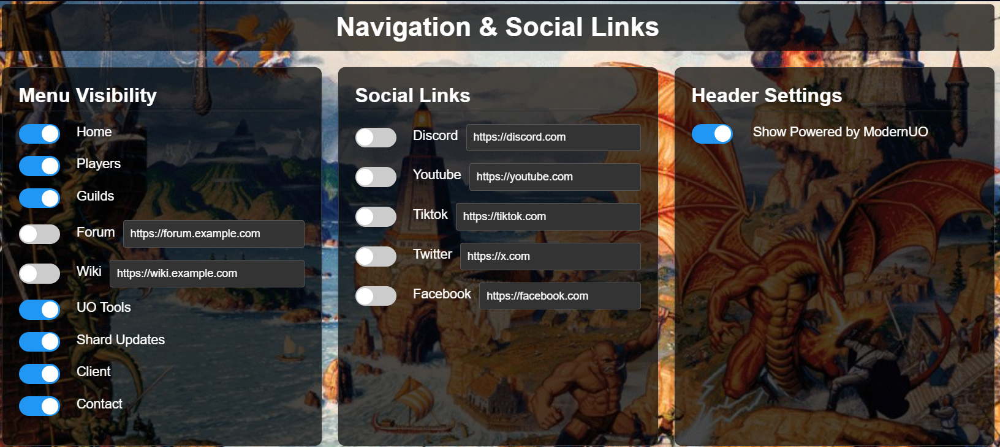 Navigation & Social Links
Menu Visibility
Home
Players
Guilds
Forum https://forum.example.com
Wiki https://wiki.example.com
UO Tools
Shard Updates
Client
Contact
Social Links
Discord https://discord.com
Youtube https://youtube.com
Tiktok https://tiktok.com
Twitter https://x.com
Facebook https://facebook.com
Header Settings
Show Powered by ModernUO